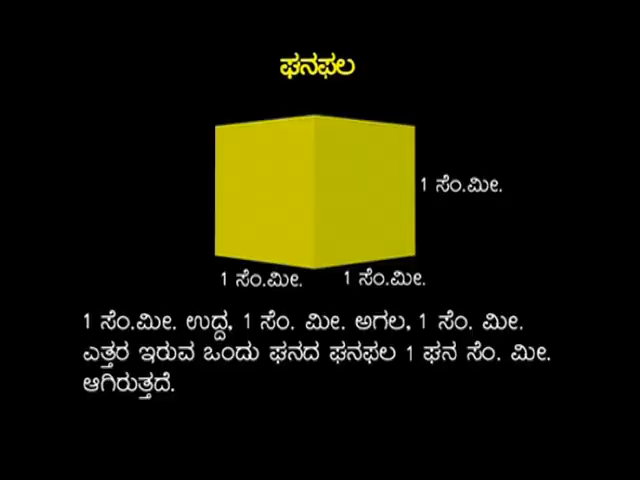 ಘನಫಲ
1 ಸೆಂ.ಮೀ.
1 ಸೆಂ.ಮೀ.
1 ಸೆಂ.ಮೀ.
1 ಸೆಂ.ಮೀ. ಉದ್ದ, 1 ಸೆಂ. ಮೀ. ಅಗಲ, 1 ಸೆಂ. ಮೀ.
ಎತ್ತರ ಇರುವ ಒಂದು ಘನದ ಘನಫಲ 1 ಘನ ಸೆಂ. ಮೀ.
ಆಗಿರುತ್ತದೆ.